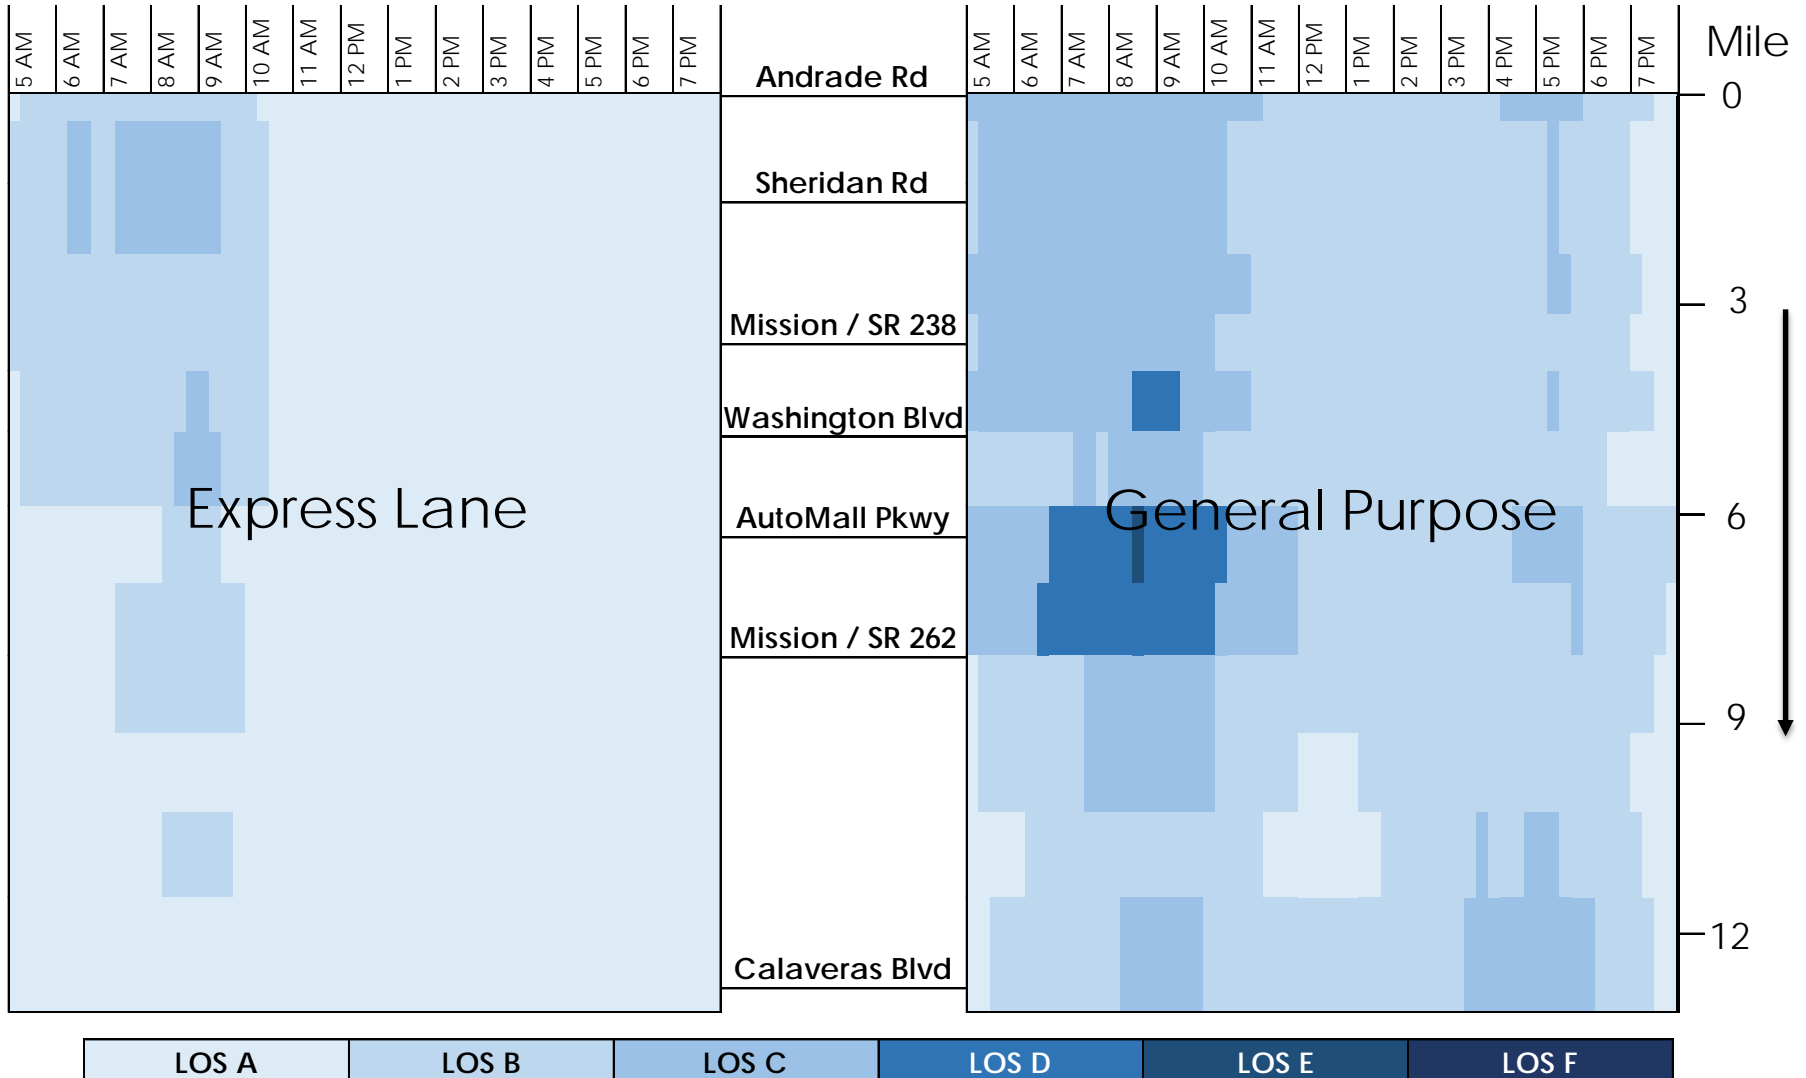 5 AM 6 AM 7 AM 8 AM 9 AM 10 AM 11 AM 12 PM 1 PM 2 PM 3 PM 4 PM 5 PM 6 PM 7 PM
5 AM 6 AM 7 AM 8 AM 9 AM 10 AM 11 AM 12 PM 1 PM 2 PM 3 PM 4 PM 5 PM 6 PM 7 PM
Mile
Andrade Rd
0
Sheridan Rd
3
Mission / SR 238
Washington Blvd
Express Lane
General Purpose
AutoMall Pkwy
6
Mission / SR 262
9
12
Calaveras Blvd
LOS A LOS B LOS C LOS D LOS E LOS F